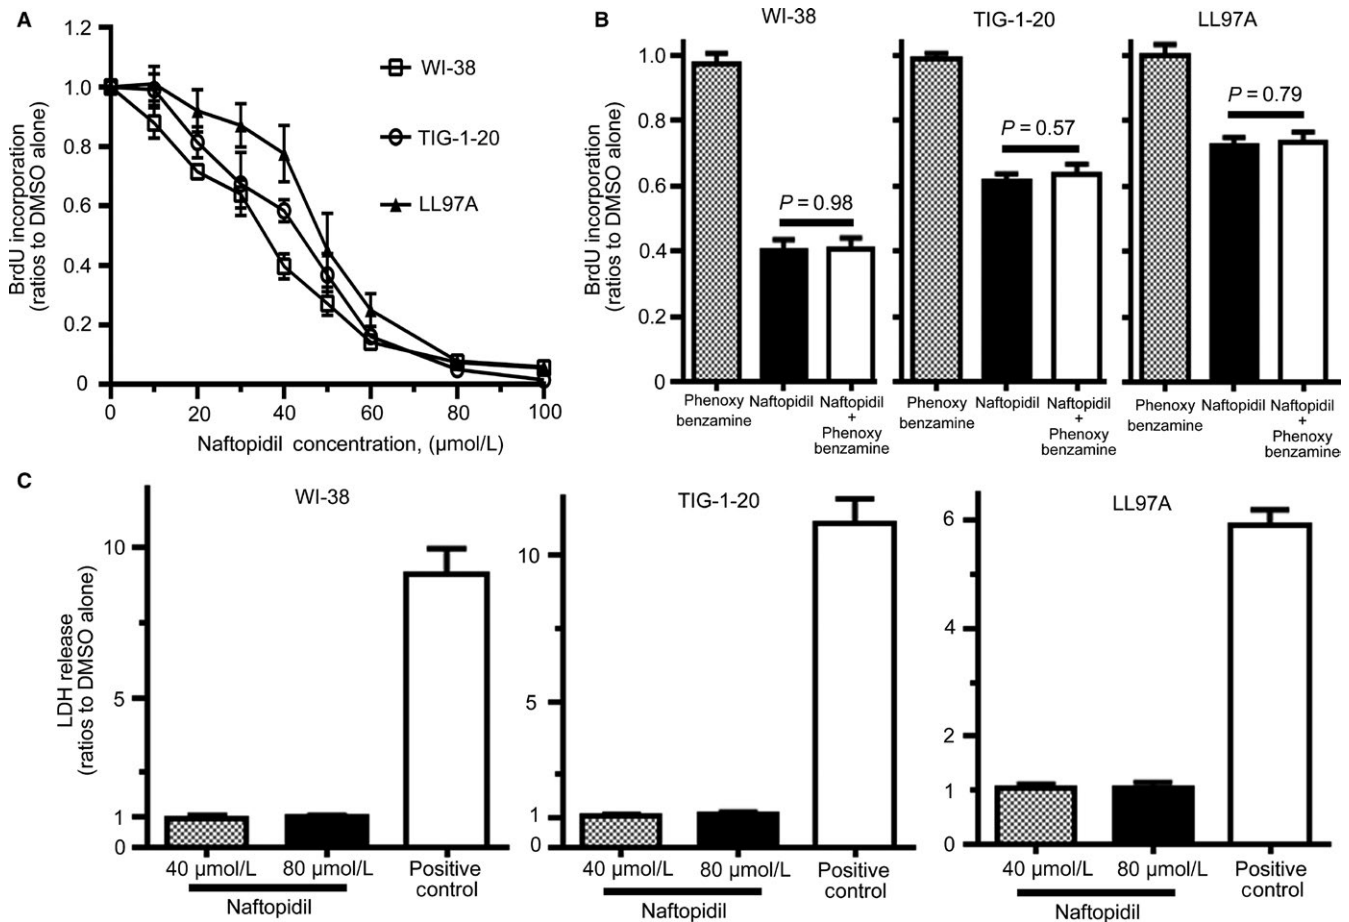 A
BrdU incorporation
(ratios to DMSO alone)
1.2
1.0
0.8
0.6
0.4
0.2
0
0 20 40 60 80 100
Naftopidil concentration, (µmol/L)
WI-38
TIG-1-20
LL97A
B
BrdU incorporation
(ratios to DMSO alone)
1.0
0.8
0.6
0.4
0.2
0
WI-38
P = 0.98
Phenoxy
benzamine
Naftopidil
Naftopidil
+
Phenoxy
benzamine
TIG-1-20
P = 0.57
Phenoxy
benzamine
Naftopidil
Naftopidil
+
Phenoxy
benzamine
LL97A
P = 0.79
Phenoxy
benzamine
Naftopidil
Naftopidil
+
Phenoxy
benzamine
C
LDH release
(ratios to DMSO alone)
WI-38
10
5
1
0
40 µmol/L 80 µmol/L Positive
control
Naftopidil
TIG-1-20
10
5
1
0
40 µmol/L 80 µmol/L Positive
control
Naftopidil
LL97A
6
4
2
1
0
40 µmol/L 80 µmol/L Positive
control
Naftopidil